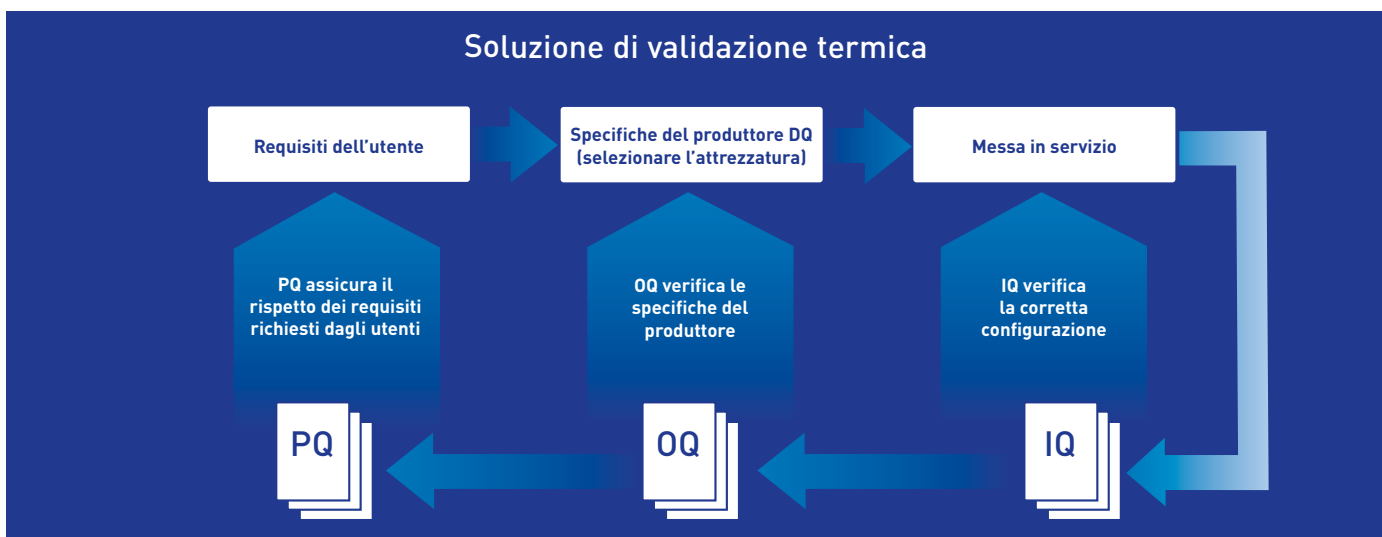 Soluzione di validazione termica
Requisiti dell'utente
Specifiche del produttore DQ
(selezionare l'attrezzatura)
Messa in servizio
PQ assicura il
rispetto dei requisiti
richiesti dagli utenti
OQ verifica le
specifiche del
produttore
IQ verifica
la corretta
configurazione
PQ
OQ
IQ